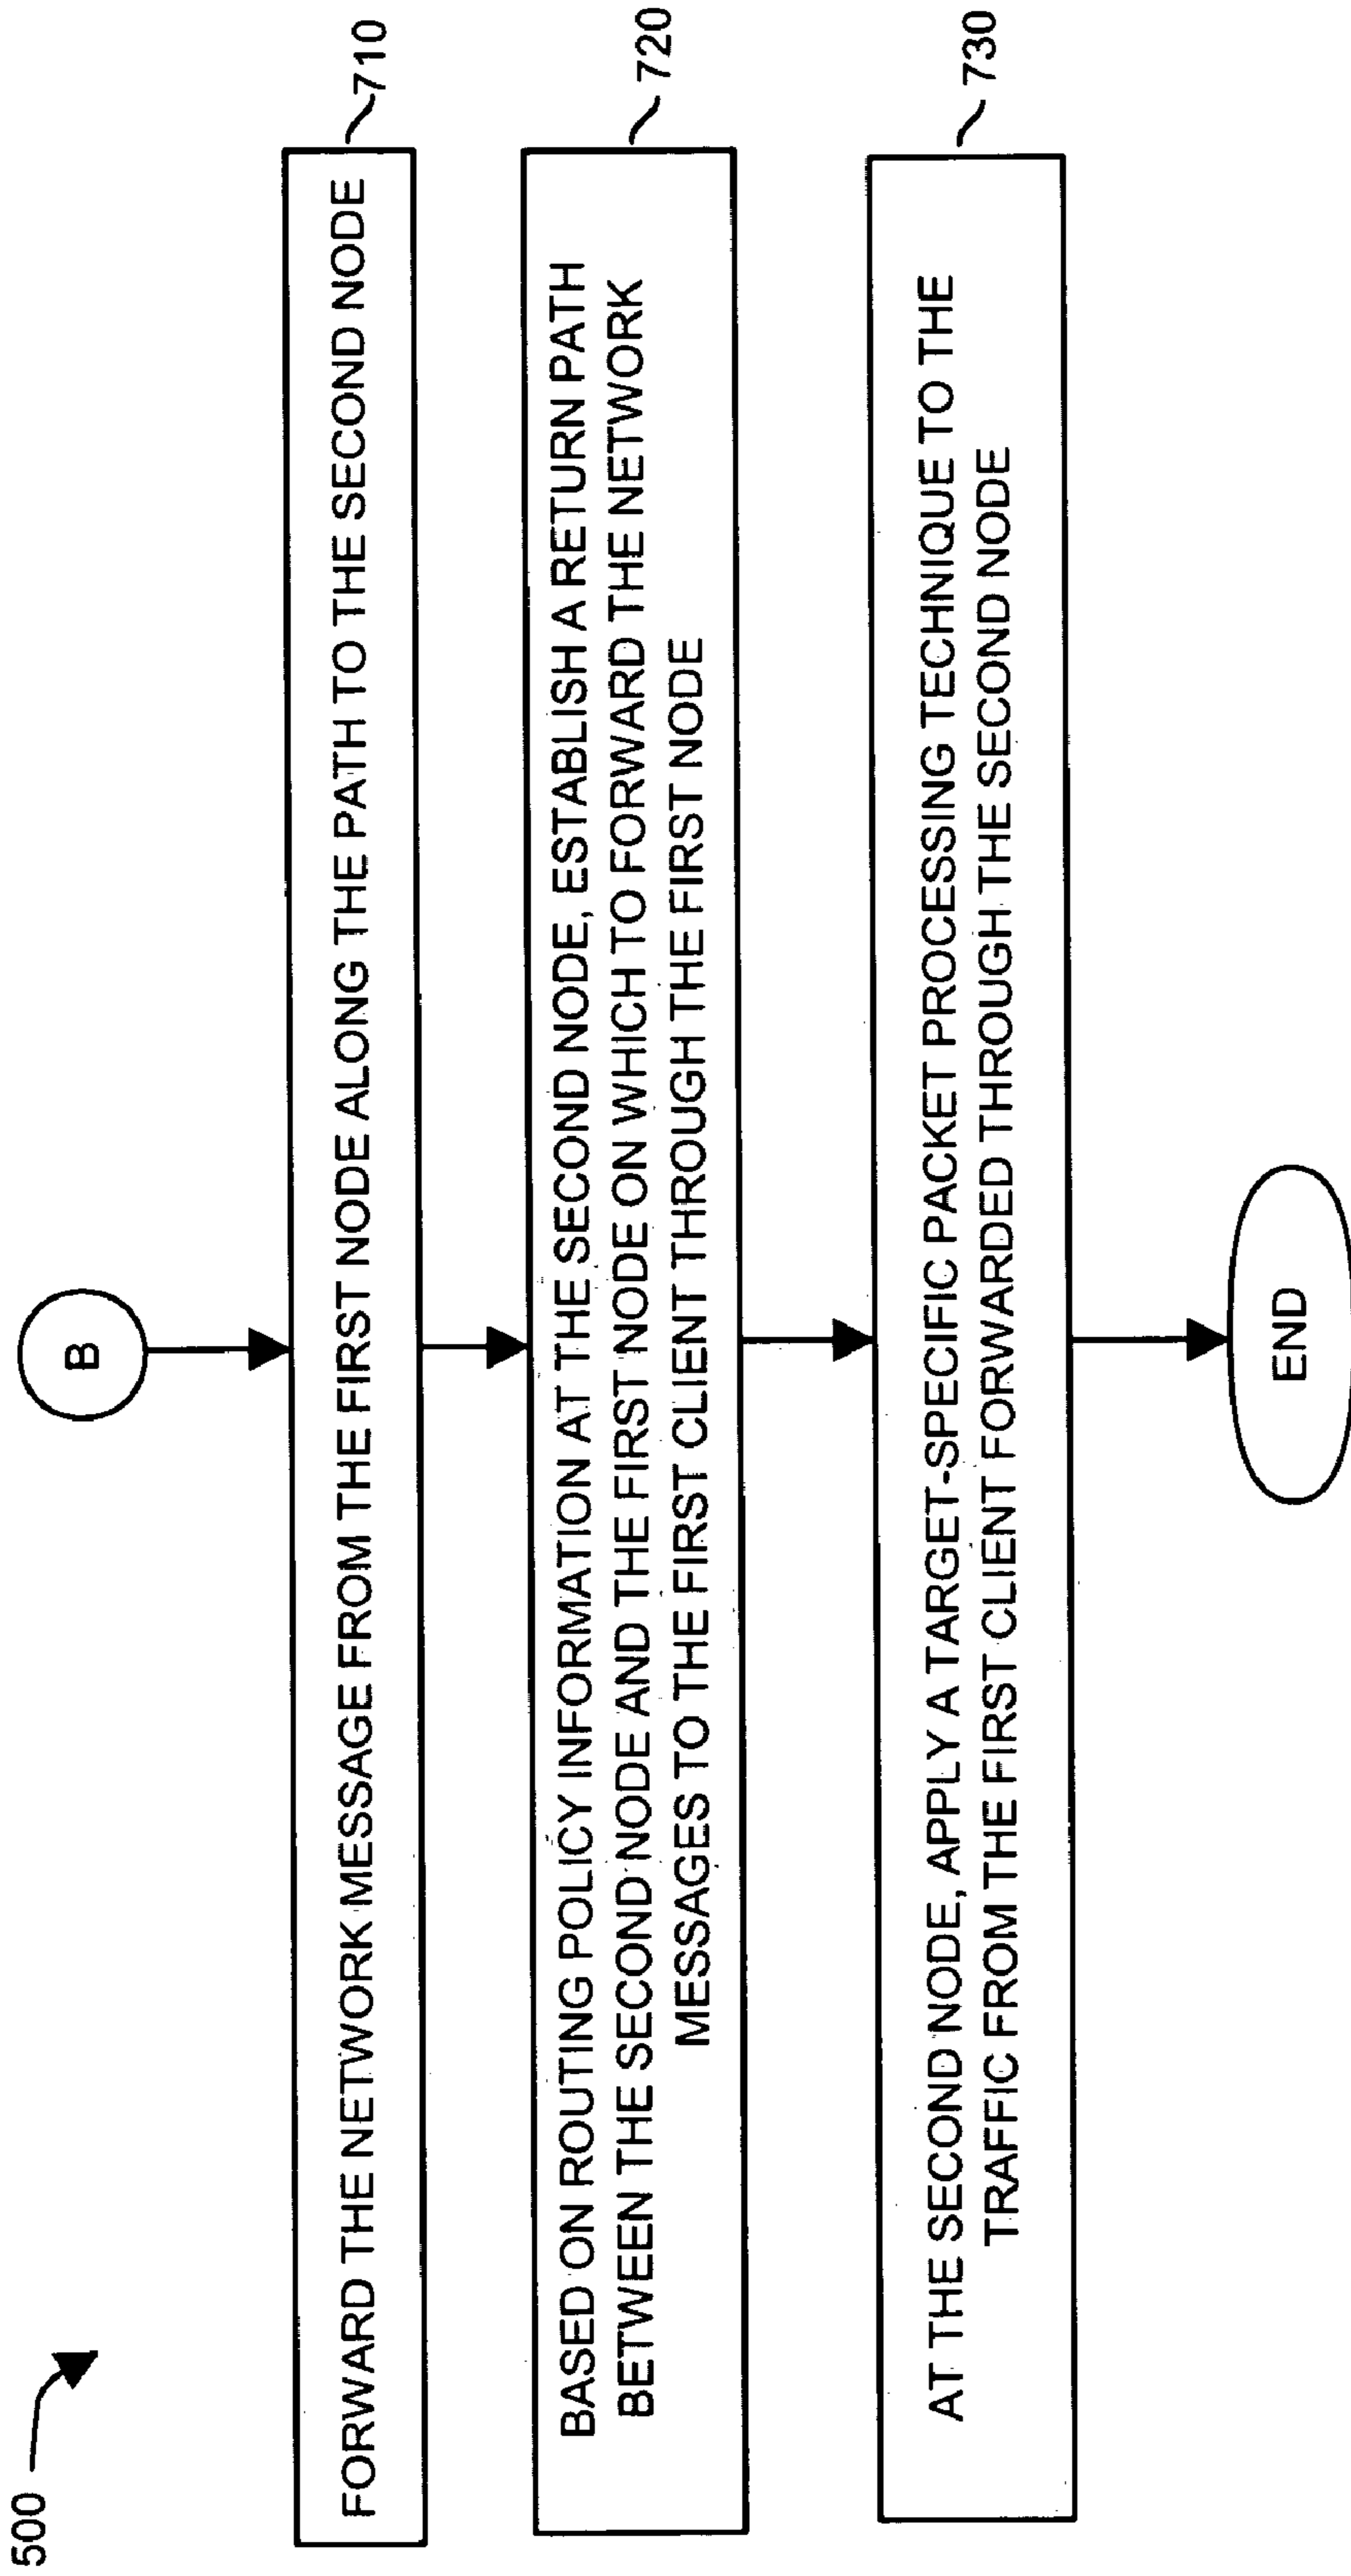 500
B
FORWARD THE NETWORK MESSAGE FROM THE FIRST NODE ALONG THE PATH TO THE SECOND NODE
710
BASED ON ROUTING POLICY INFORMATION AT THE SECOND NODE, ESTABLISH A RETURN PATH
BETWEEN THE SECOND NODE AND THE FIRST NODE ON WHICH TO FORWARD THE NETWORK
MESSAGES TO THE FIRST CLIENT THROUGH THE FIRST NODE
720
AT THE SECOND NODE, APPLY A TARGET-SPECIFIC PACKET PROCESSING TECHNIQUE TO THE
TRAFFIC FROM THE FIRST CLIENT FORWARDED THROUGH THE SECOND NODE
730
END